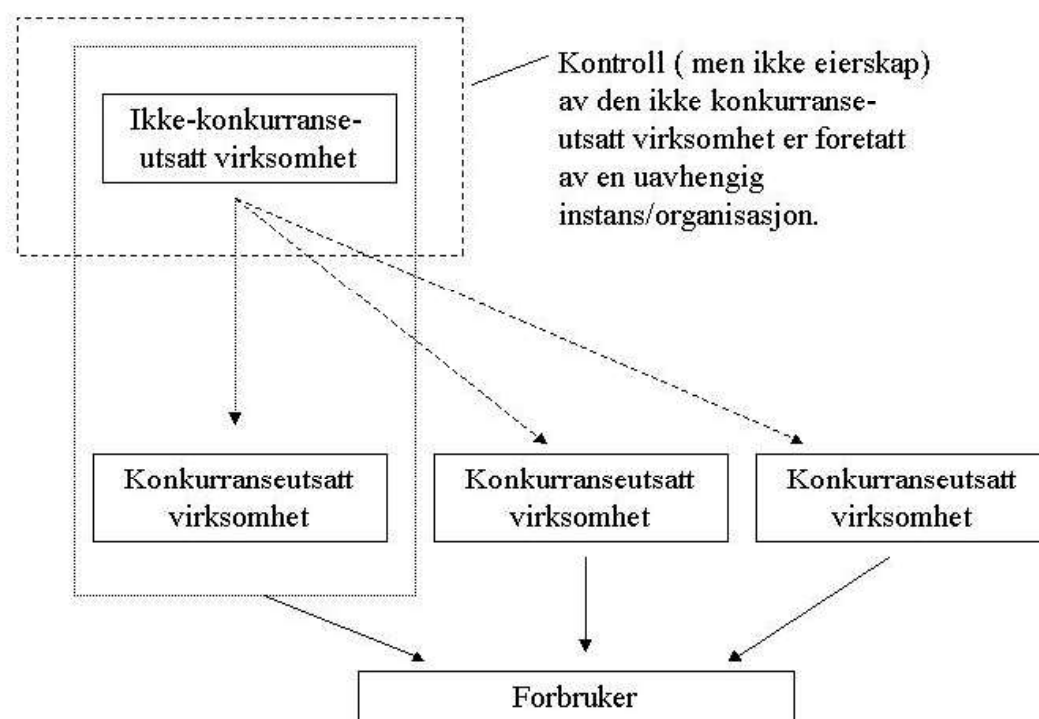 Kontroll ( men ikke eierskap)
av den ikke konkurranse-
utsatt virksomhet er foretatt
av en uavhengig
instans/organisasjon.
Ikke-konkurranse-
utsatt virksomhet
Konkurranseutsatt
virksomhet
Konkurranseutsatt
virksomhet
Konkurranseutsatt
virksomhet
Forbruker